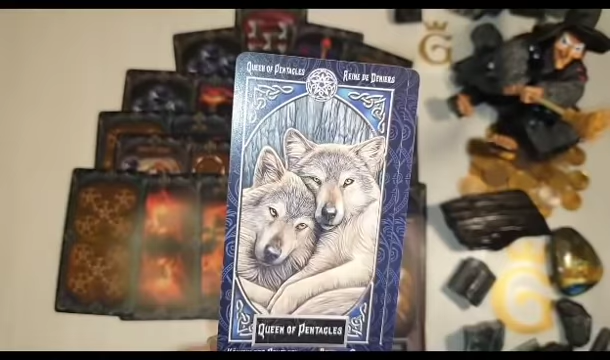 QUEEN OF PENTACLES
REINE DE DENIERS
QUEEN OF PENTACLES
G
G